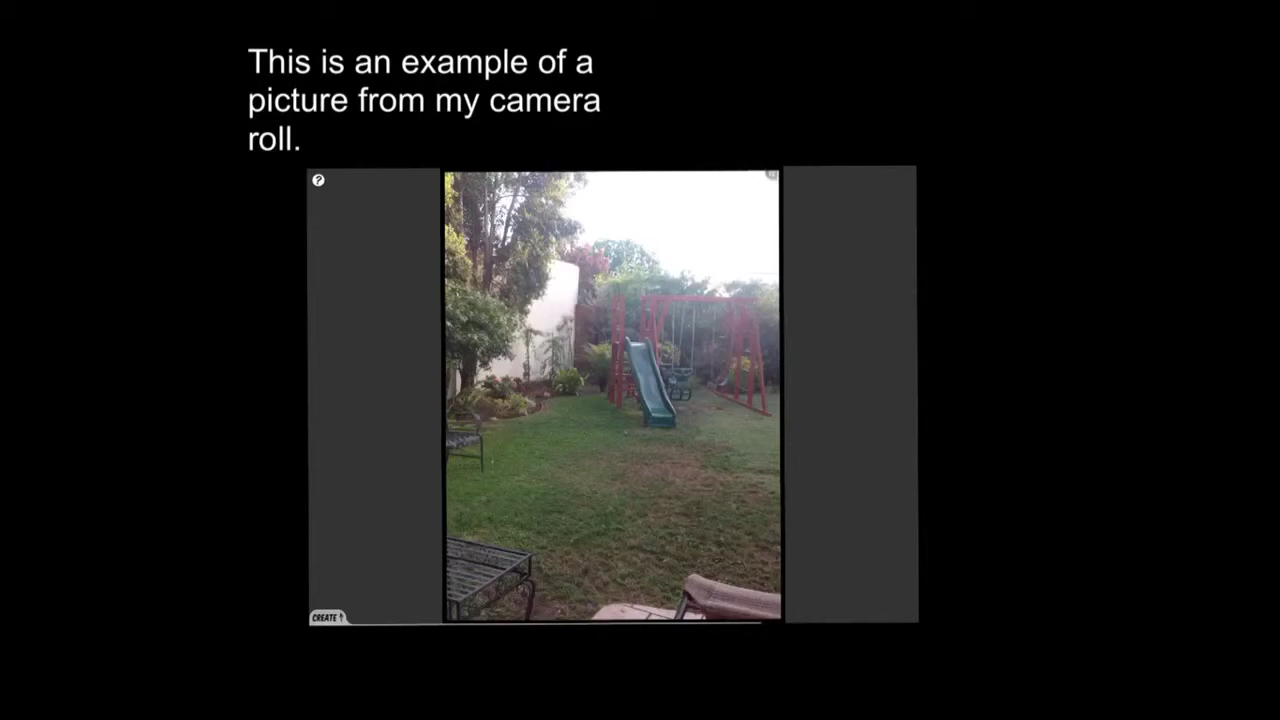 This is an example of a
picture from my camera
roll.
?
CREATE